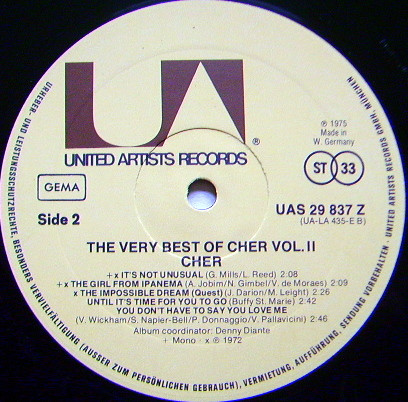 UA
®
UNITED ARTISTS RECORDS
℗ 1975
Made in
W. Germany
GEMA
ST 33
Side 2
UAS 29 837 Z
(UA-LA 435-E B)
THE VERY BEST OF CHER VOL. II
CHER
+ x IT'S NOT UNUSUAL (G. Mills/L. Reed) 2:08
+ x THE GIRL FROM IPANEMA (A. Jobim/N. Gimbel/V. de Moraes) 2:09
x THE IMPOSSIBLE DREAM (Quest) (J. Darion/M. Leight) 2:26
UNTIL IT'S TIME FOR YOU TO GO (Buffy St. Marie) 2:42
YOU DON'T HAVE TO SAY YOU LOVE ME
(V. Wickham/S. Napier-Bell/P. Donnaggio/V. Pallavicini) 2:46
Album coordinator: Denny Diante
+ Mono · x ℗ 1972
URHEBER- UND LEISTUNGSSCHUTZRECHTE, BESONDERS VERVIELFÄLTIGUNG (AUSSER ZUM PERSÖNLICHEN GEBRAUCH), VERMIETUNG, AUFFÜHRUNG, SENDUNG VORBEHALTEN - UNITED ARTISTS RECORDS GMBH, MÜNCHEN